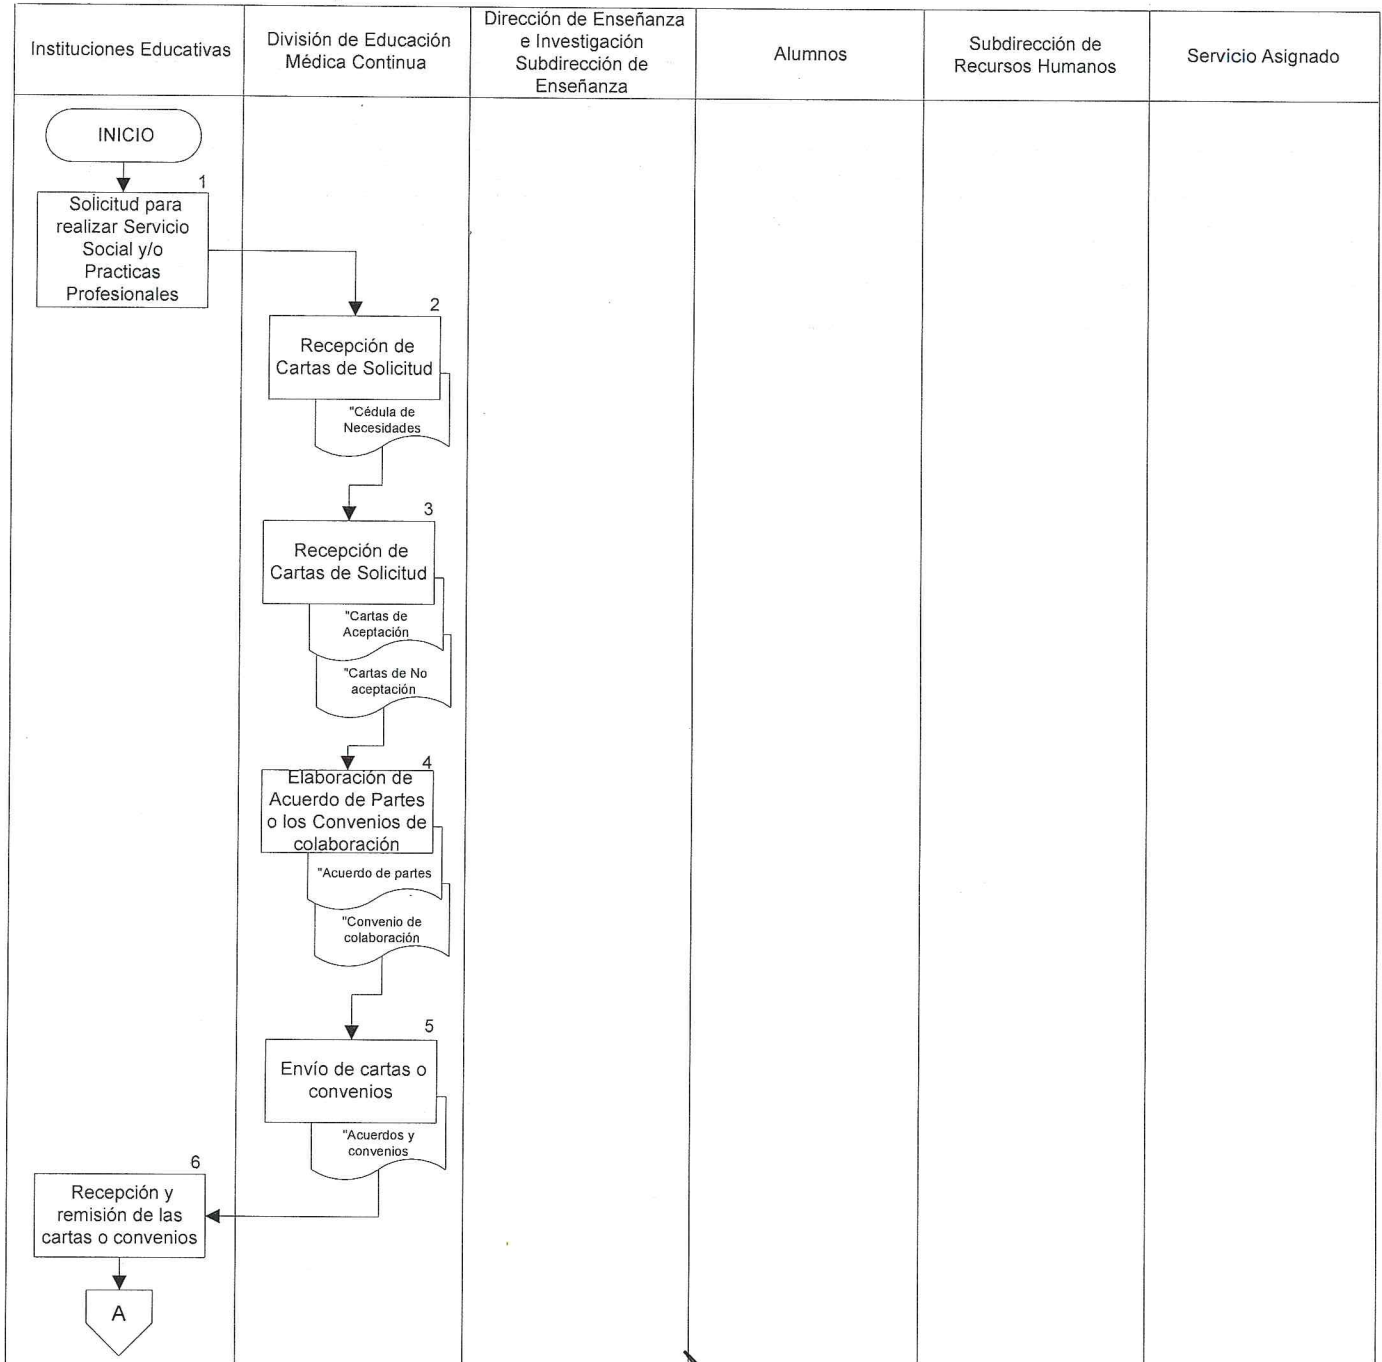 Instituciones Educativas
División de Educación
Médica Continua
Dirección de Enseñanza
e Investigación
Subdirección de
Enseñanza
Alumnos
Subdirección de
Recursos Humanos
Servicio Asignado
INICIO
1
Solicitud para
realizar Servicio
Social y/o
Practicas
Profesionales
2
Recepción de
Cartas de Solicitud
"Cédula de
Necesidades
3
Recepción de
Cartas de Solicitud
"Cartas de
Aceptación
"Cartas de No
aceptación
4
Elaboración de
Acuerdo de Partes
o los Convenios de
colaboración
"Acuerdo de partes
"Convenio de
colaboración
5
Envío de cartas o
convenios
"Acuerdos y
convenios
6
Recepción y
remisión de las
cartas o convenios
A